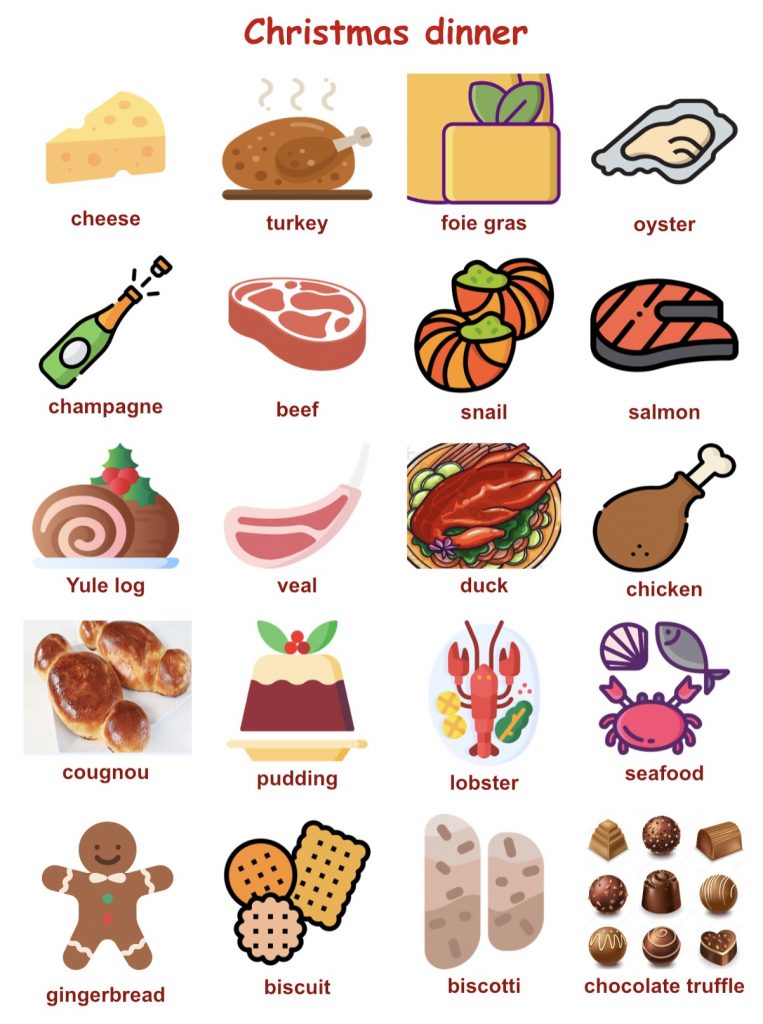 Christmas dinner
cheese
turkey
foie gras
oyster
champagne
beef
snail
salmon
Yule log
veal
duck
chicken
cougnou
pudding
lobster
seafood
gingerbread
biscuit
biscotti
chocolate truffle